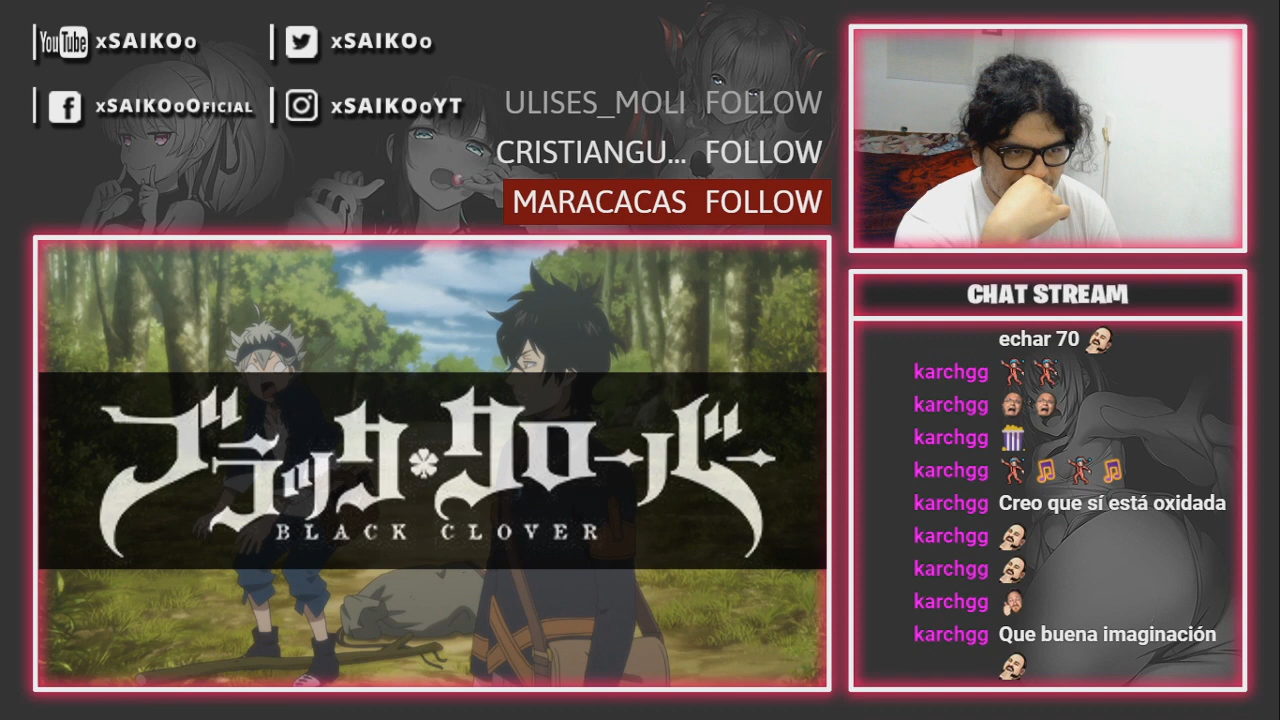 YouTube xSAIKOo
xSAIKOo
xSAIKOoOFICIAL
xSAIKOoYT
ULISES_MOLI FOLLOW
CRISTIANGU... FOLLOW
MARACACAS FOLLOW
ブラック・クローバー
BLACK CLOVER
CHAT STREAM
echar 70
karchgg
karchgg
karchgg
karchgg
karchgg Creo que sí está oxidada
karchgg
karchgg
karchgg
karchgg Que buena imaginación